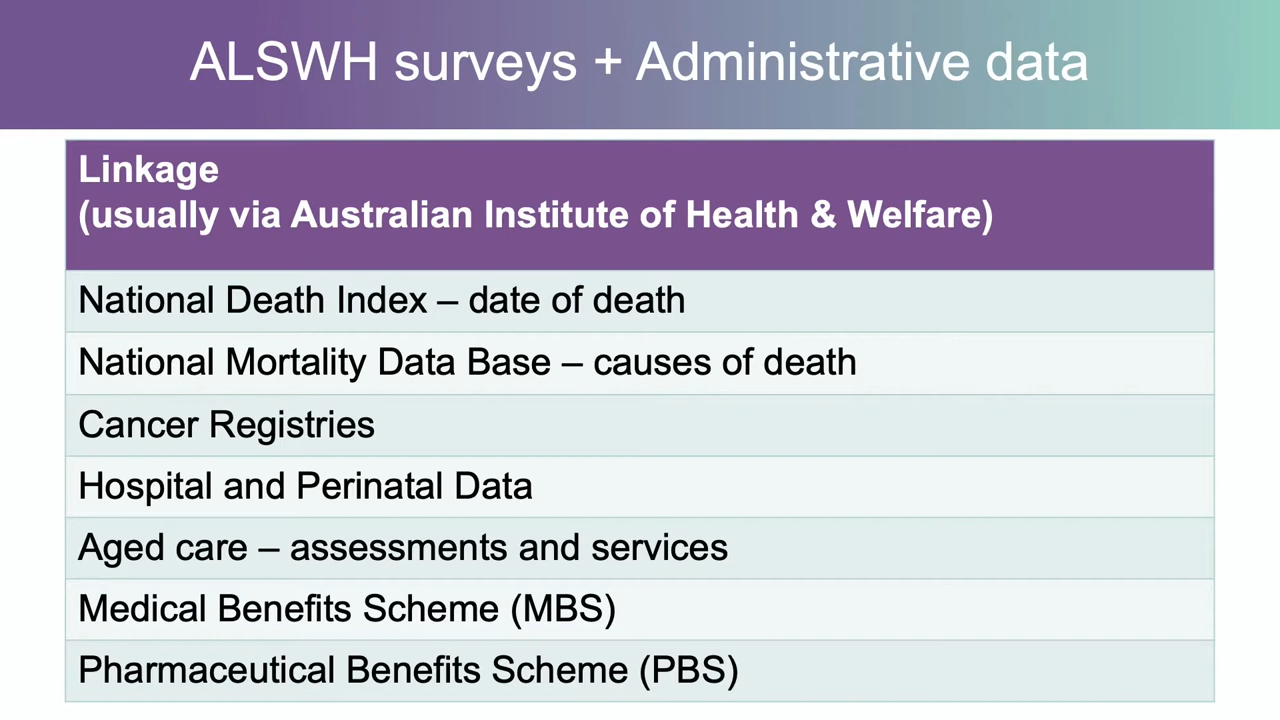 ALSWH surveys + Administrative data
Linkage
(usually via Australian Institute of Health & Welfare)
National Death Index – date of death
National Mortality Data Base – causes of death
Cancer Registries
Hospital and Perinatal Data
Aged care – assessments and services
Medical Benefits Scheme (MBS)
Pharmaceutical Benefits Scheme (PBS)